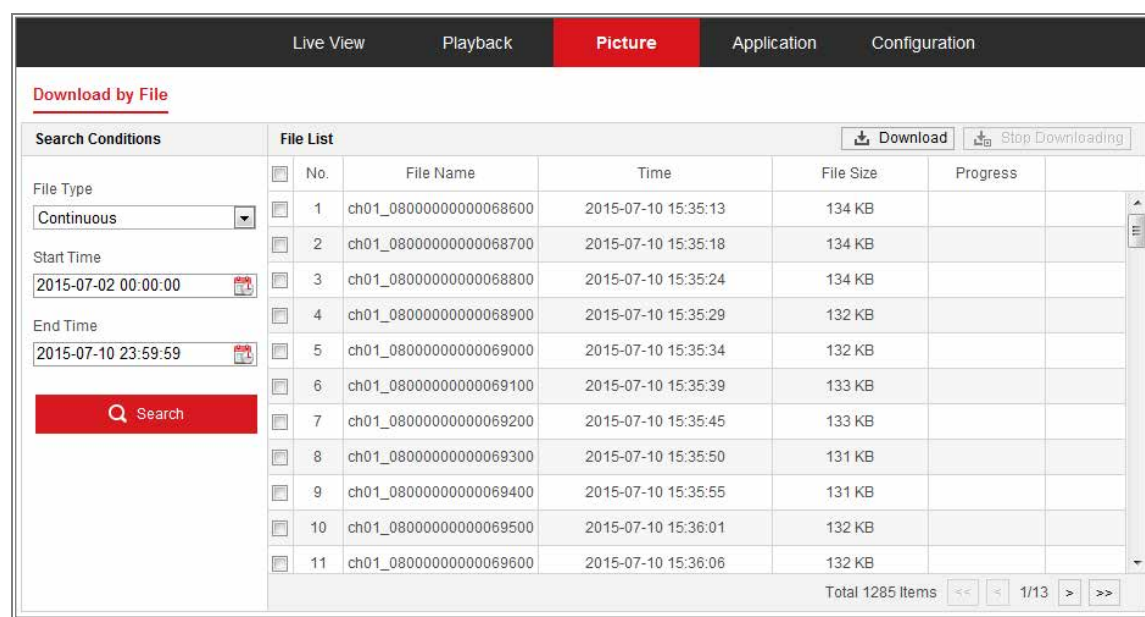 Live View Playback Picture Application Configuration
Download by File
Search Conditions
File List Download Stop Downloading
No. File Name Time File Size Progress
File Type
Continuous
Start Time
2015-07-02 00:00:00
End Time
2015-07-10 23:59:59
Search
1 ch01_08000000000068600 2015-07-10 15:35:13 134 KB
2 ch01_08000000000068700 2015-07-10 15:35:18 134 KB
3 ch01_08000000000068800 2015-07-10 15:35:24 134 KB
4 ch01_08000000000068900 2015-07-10 15:35:29 132 KB
5 ch01_08000000000069000 2015-07-10 15:35:34 132 KB
6 ch01_08000000000069100 2015-07-10 15:35:39 133 KB
7 ch01_08000000000069200 2015-07-10 15:35:45 133 KB
8 ch01_08000000000069300 2015-07-10 15:35:50 131 KB
9 ch01_08000000000069400 2015-07-10 15:35:55 131 KB
10 ch01_08000000000069500 2015-07-10 15:36:01 132 KB
11 ch01_08000000000069600 2015-07-10 15:36:06 132 KB
Total 1285 Items << < 1/13 > >>